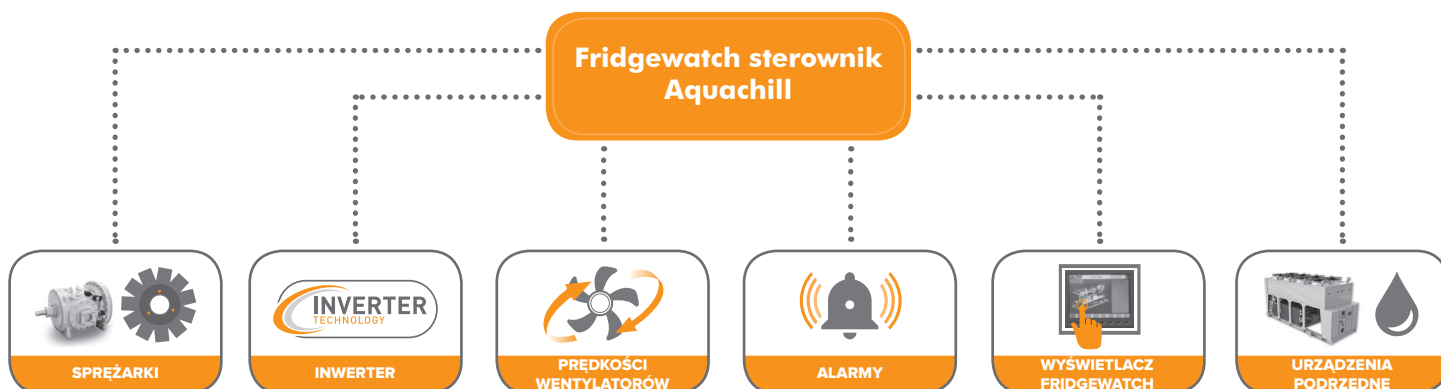 Fridgewatch sterownik
Aquachill
INVERTER
TECHNOLOGY
SPRĘŻARKI
INWERTER
PRĘDKOŚCI
WENTYLATORÓW
ALARMY
WYŚWIETLACZ
FRIDGEWATCH
URZĄDZENIA
PODRZĘDNE